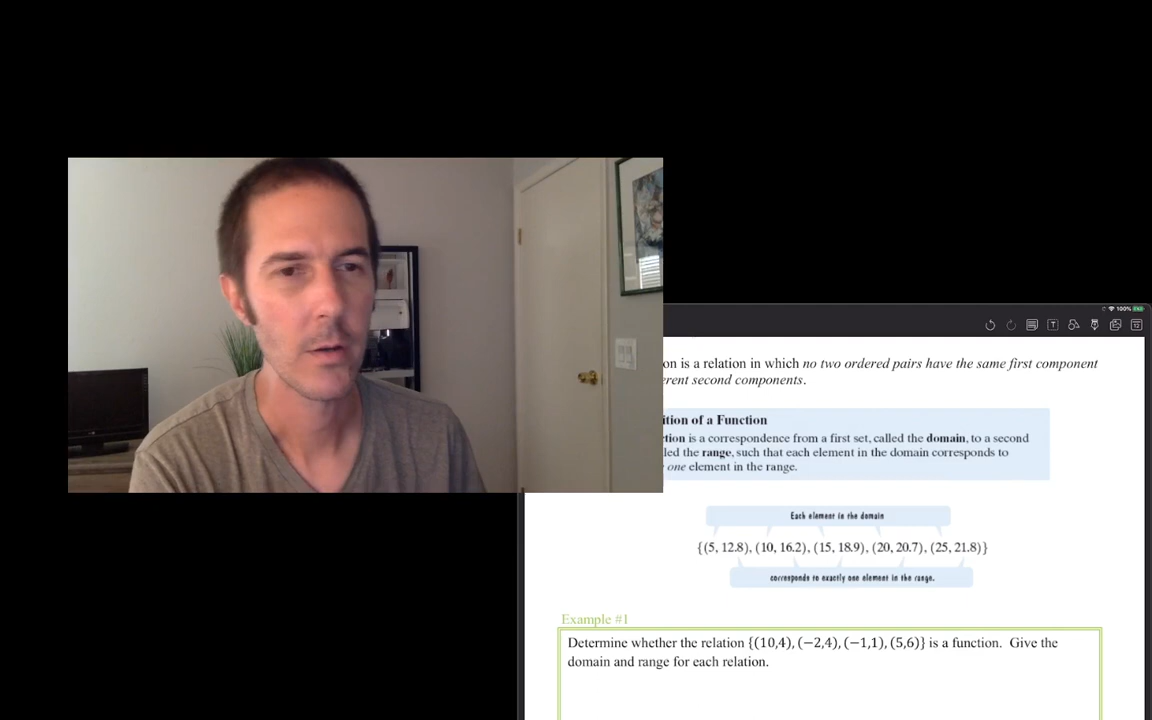 100%
on is a relation in which no two ordered pairs have the same first component
erent second components.
ition of a Function
tion is a correspondence from a first set, called the domain, to a second
led the range, such that each element in the domain corresponds to
one element in the range.
Each element in the domain
{(5, 12.8), (10, 16.2), (15, 18.9), (20, 20.7), (25, 21.8)}
corresponds to exactly one element in the range.
Example #1
Determine whether the relation {(10,4), (−2,4), (−1,1), (5,6)} is a function. Give the
domain and range for each relation.